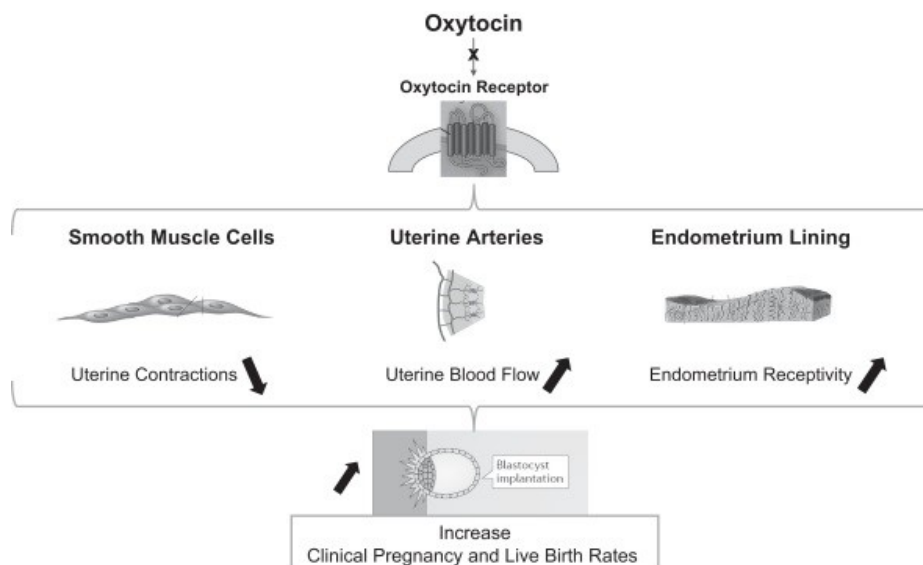 Oxytocin
X
Oxytocin Receptor
Smooth Muscle Cells
Uterine Arteries
Endometrium Lining
Uterine Contractions
Uterine Blood Flow
Endometrium Receptivity
Blastocyst
implantation
Increase
Clinical Pregnancy and Live Birth Rates